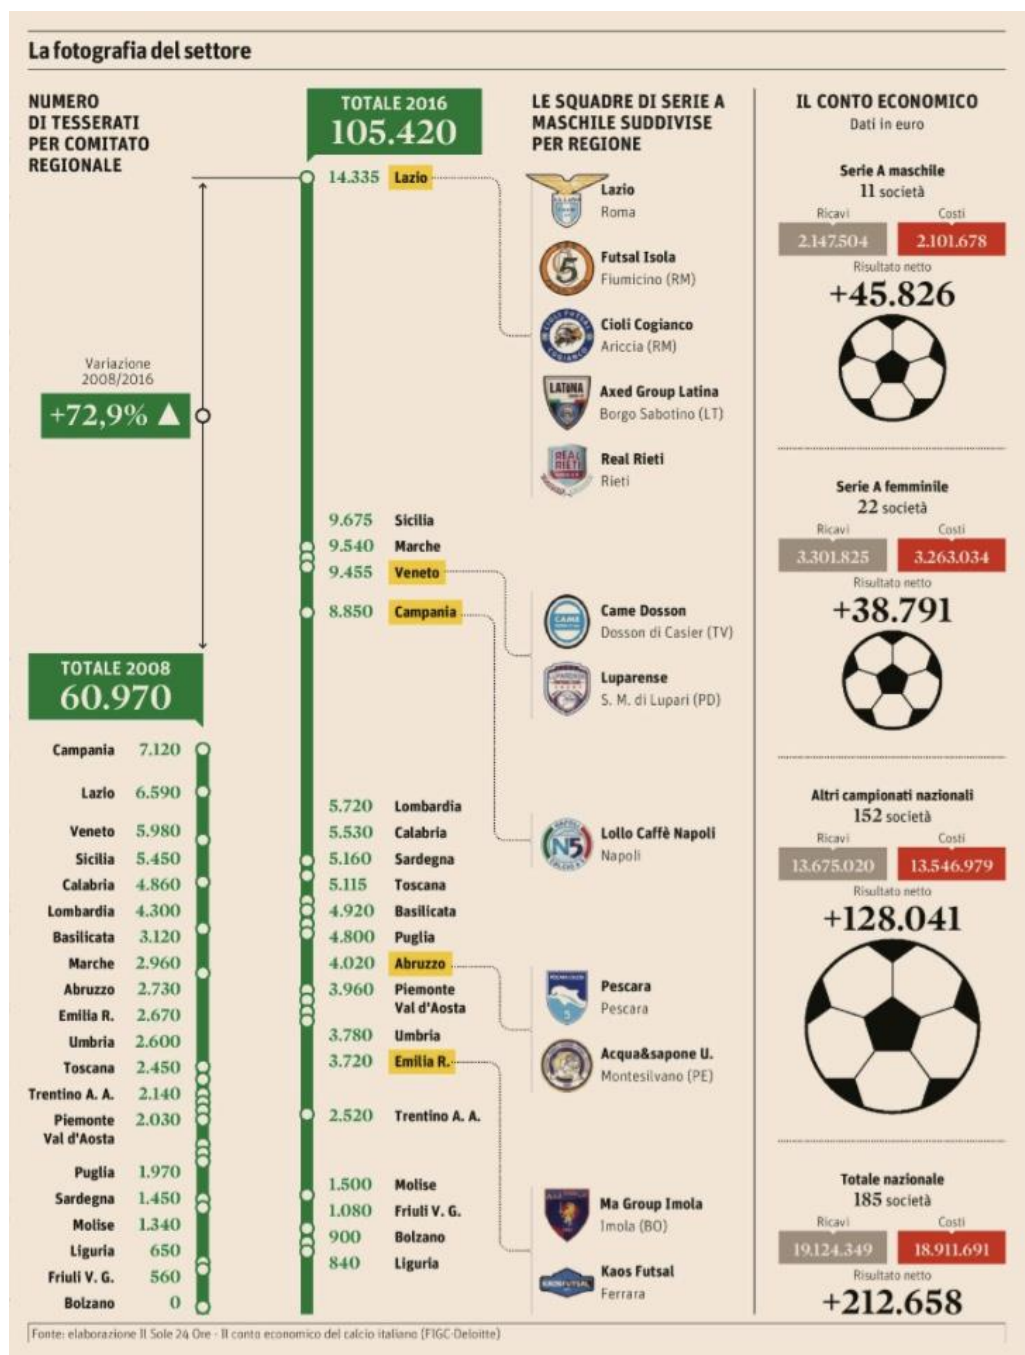 La fotografia del settore
NUMERO
DI TESSERATI
PER COMITATO
REGIONALE
TOTALE 2016
105.420
14.335 Lazio
Variazione
2008/2016
+72,9%
9.675 Sicilia
9.540 Marche
9.455 Veneto
8.850 Campania
5.720 Lombardia
5.530 Calabria
5.160 Sardegna
5.115 Toscana
4.920 Basilicata
4.800 Puglia
4.020 Abruzzo
3.960 Piemonte
Val d'Aosta
3.780 Umbria
3.720 Emilia R.
2.520 Trentino A. A.
1.500 Molise
1.080 Friuli V. G.
900 Bolzano
840 Liguria
TOTALE 2008
60.970
Campania 7.120
Lazio 6.590
Veneto 5.980
Sicilia 5.450
Calabria 4.860
Lombardia 4.300
Basilicata 3.120
Marche 2.960
Abruzzo 2.730
Emilia R. 2.670
Umbria 2.600
Toscana 2.450
Trentino A. A. 2.140
Piemonte 2.030
Val d'Aosta
Puglia 1.970
Sardegna 1.450
Molise 1.340
Liguria 650
Friuli V. G. 560
Bolzano 0
LE SQUADRE DI SERIE A
MASCHILE SUDDIVISE
PER REGIONE
Lazio
Roma
5
Futsal Isola
Fiumicino (RM)
Cioli Cogianco
Ariccia (RM)
LATINA
Axed Group Latina
Borgo Sabotino (LT)
REAL
RIETI
Real Rieti
Rieti
CAME
Came Dosson
Dosson di Casier (TV)
Luparense
S. M. di Lupari (PD)
N5
Lollo Caffè Napoli
Napoli
5
Pescara
Pescara
Acqua&sapone U.
Montesilvano (PE)
Ma Group Imola
Imola (BO)
KAOS FUTSAL
Kaos Futsal
Ferrara
IL CONTO ECONOMICO
Dati in euro
Serie A maschile
11 società
Ricavi Costi
2.147.504 2.101.678
Risultato netto
+45.826
Serie A femminile
22 società
Ricavi Costi
3.301.825 3.263.034
Risultato netto
+38.791
Altri campionati nazionali
152 società
Ricavi Costi
13.675.020 13.546.979
Risultato netto
+128.041
Totale nazionale
185 società
Ricavi Costi
19.124.349 18.911.691
Risultato netto
+212.658
Fonte: elaborazione Il Sole 24 Ore - Il conto economico del calcio italiano (FIGC-Deloitte)